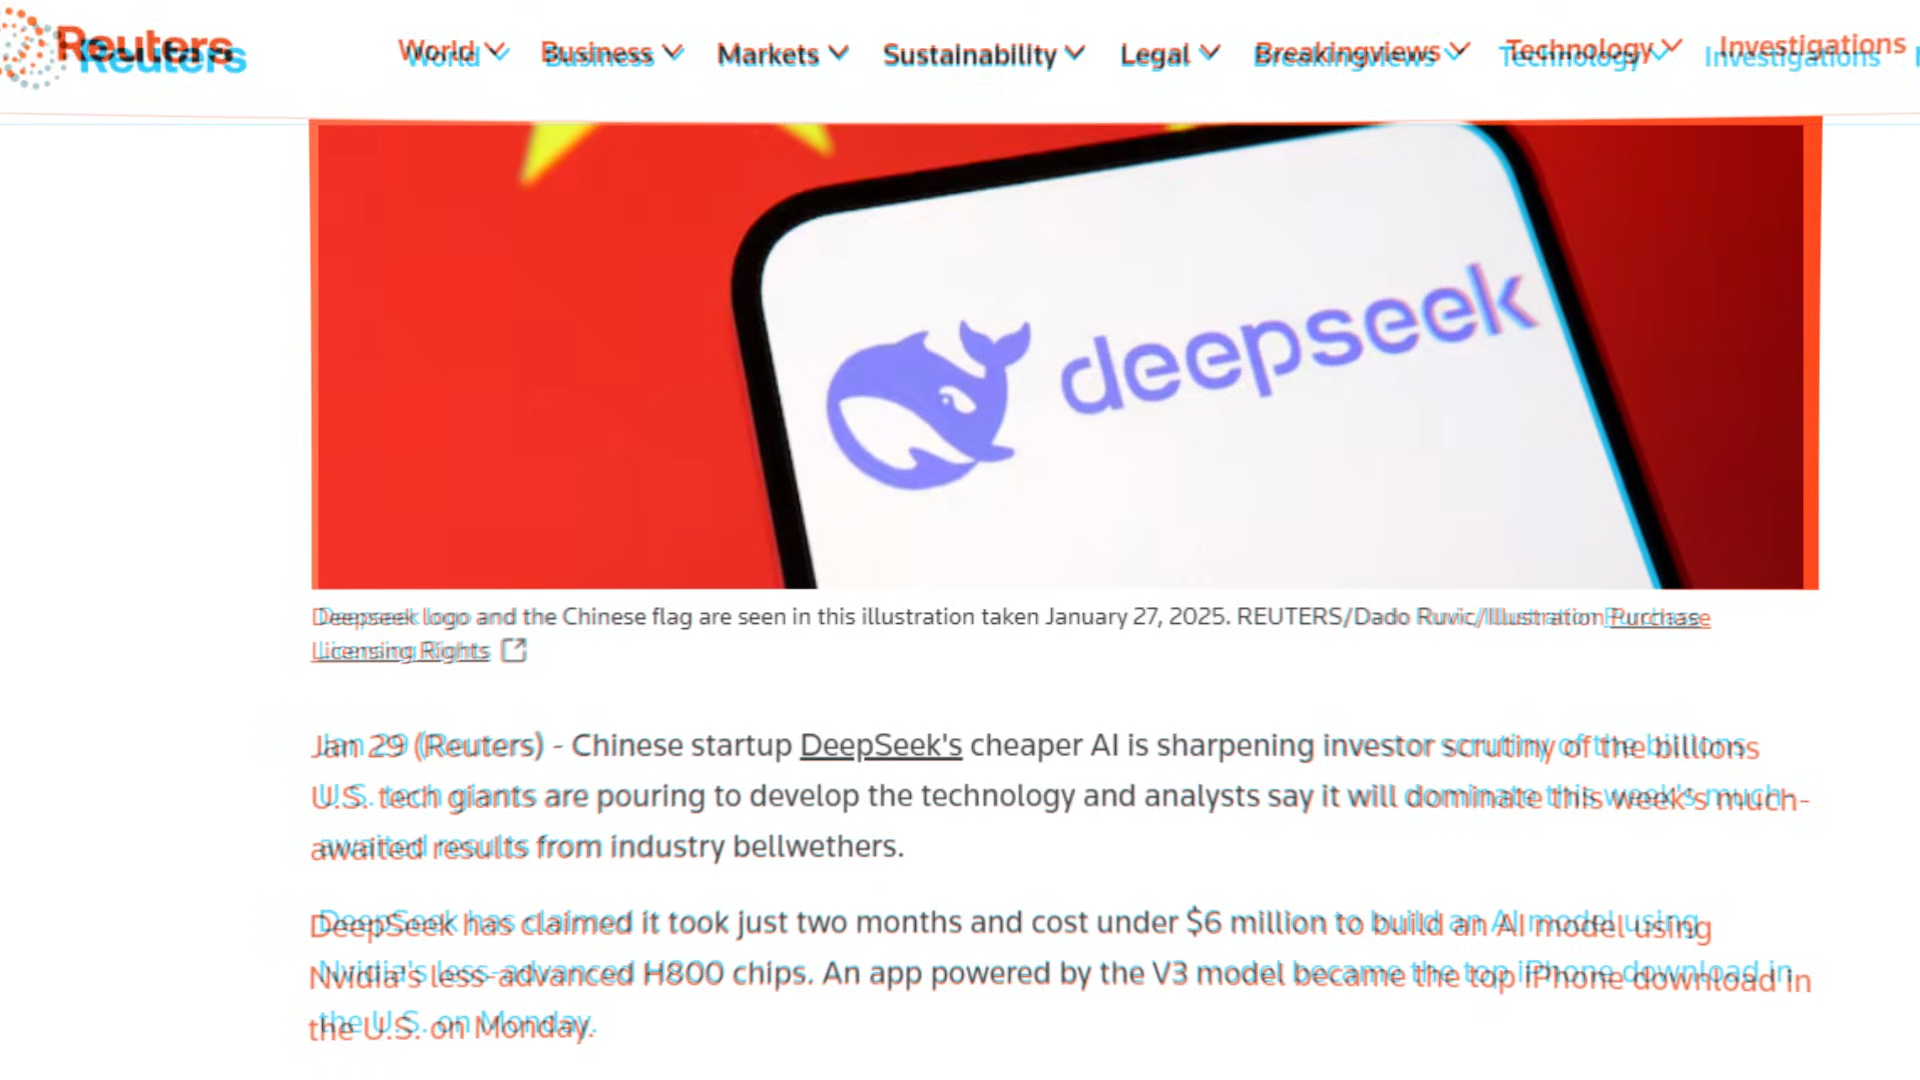 Reuters
World Business Markets Sustainability Legal Breakingviews Technology Investigations
deepseek
Deepseek logo and the Chinese flag are seen in this illustration taken January 27, 2025. REUTERS/Dado Ruvic/Illustration Purchase
Licensing Rights
Jan 29 (Reuters) - Chinese startup DeepSeek's cheaper AI is sharpening investor scrutiny of the billions
U.S. tech giants are pouring to develop the technology and analysts say it will dominate this week's much-
awaited results from industry bellwethers.
DeepSeek has claimed it took just two months and cost under $6 million to build an AI model using
Nvidia's less-advanced H800 chips. An app powered by the V3 model became the top iPhone download in
the U.S. on Monday.